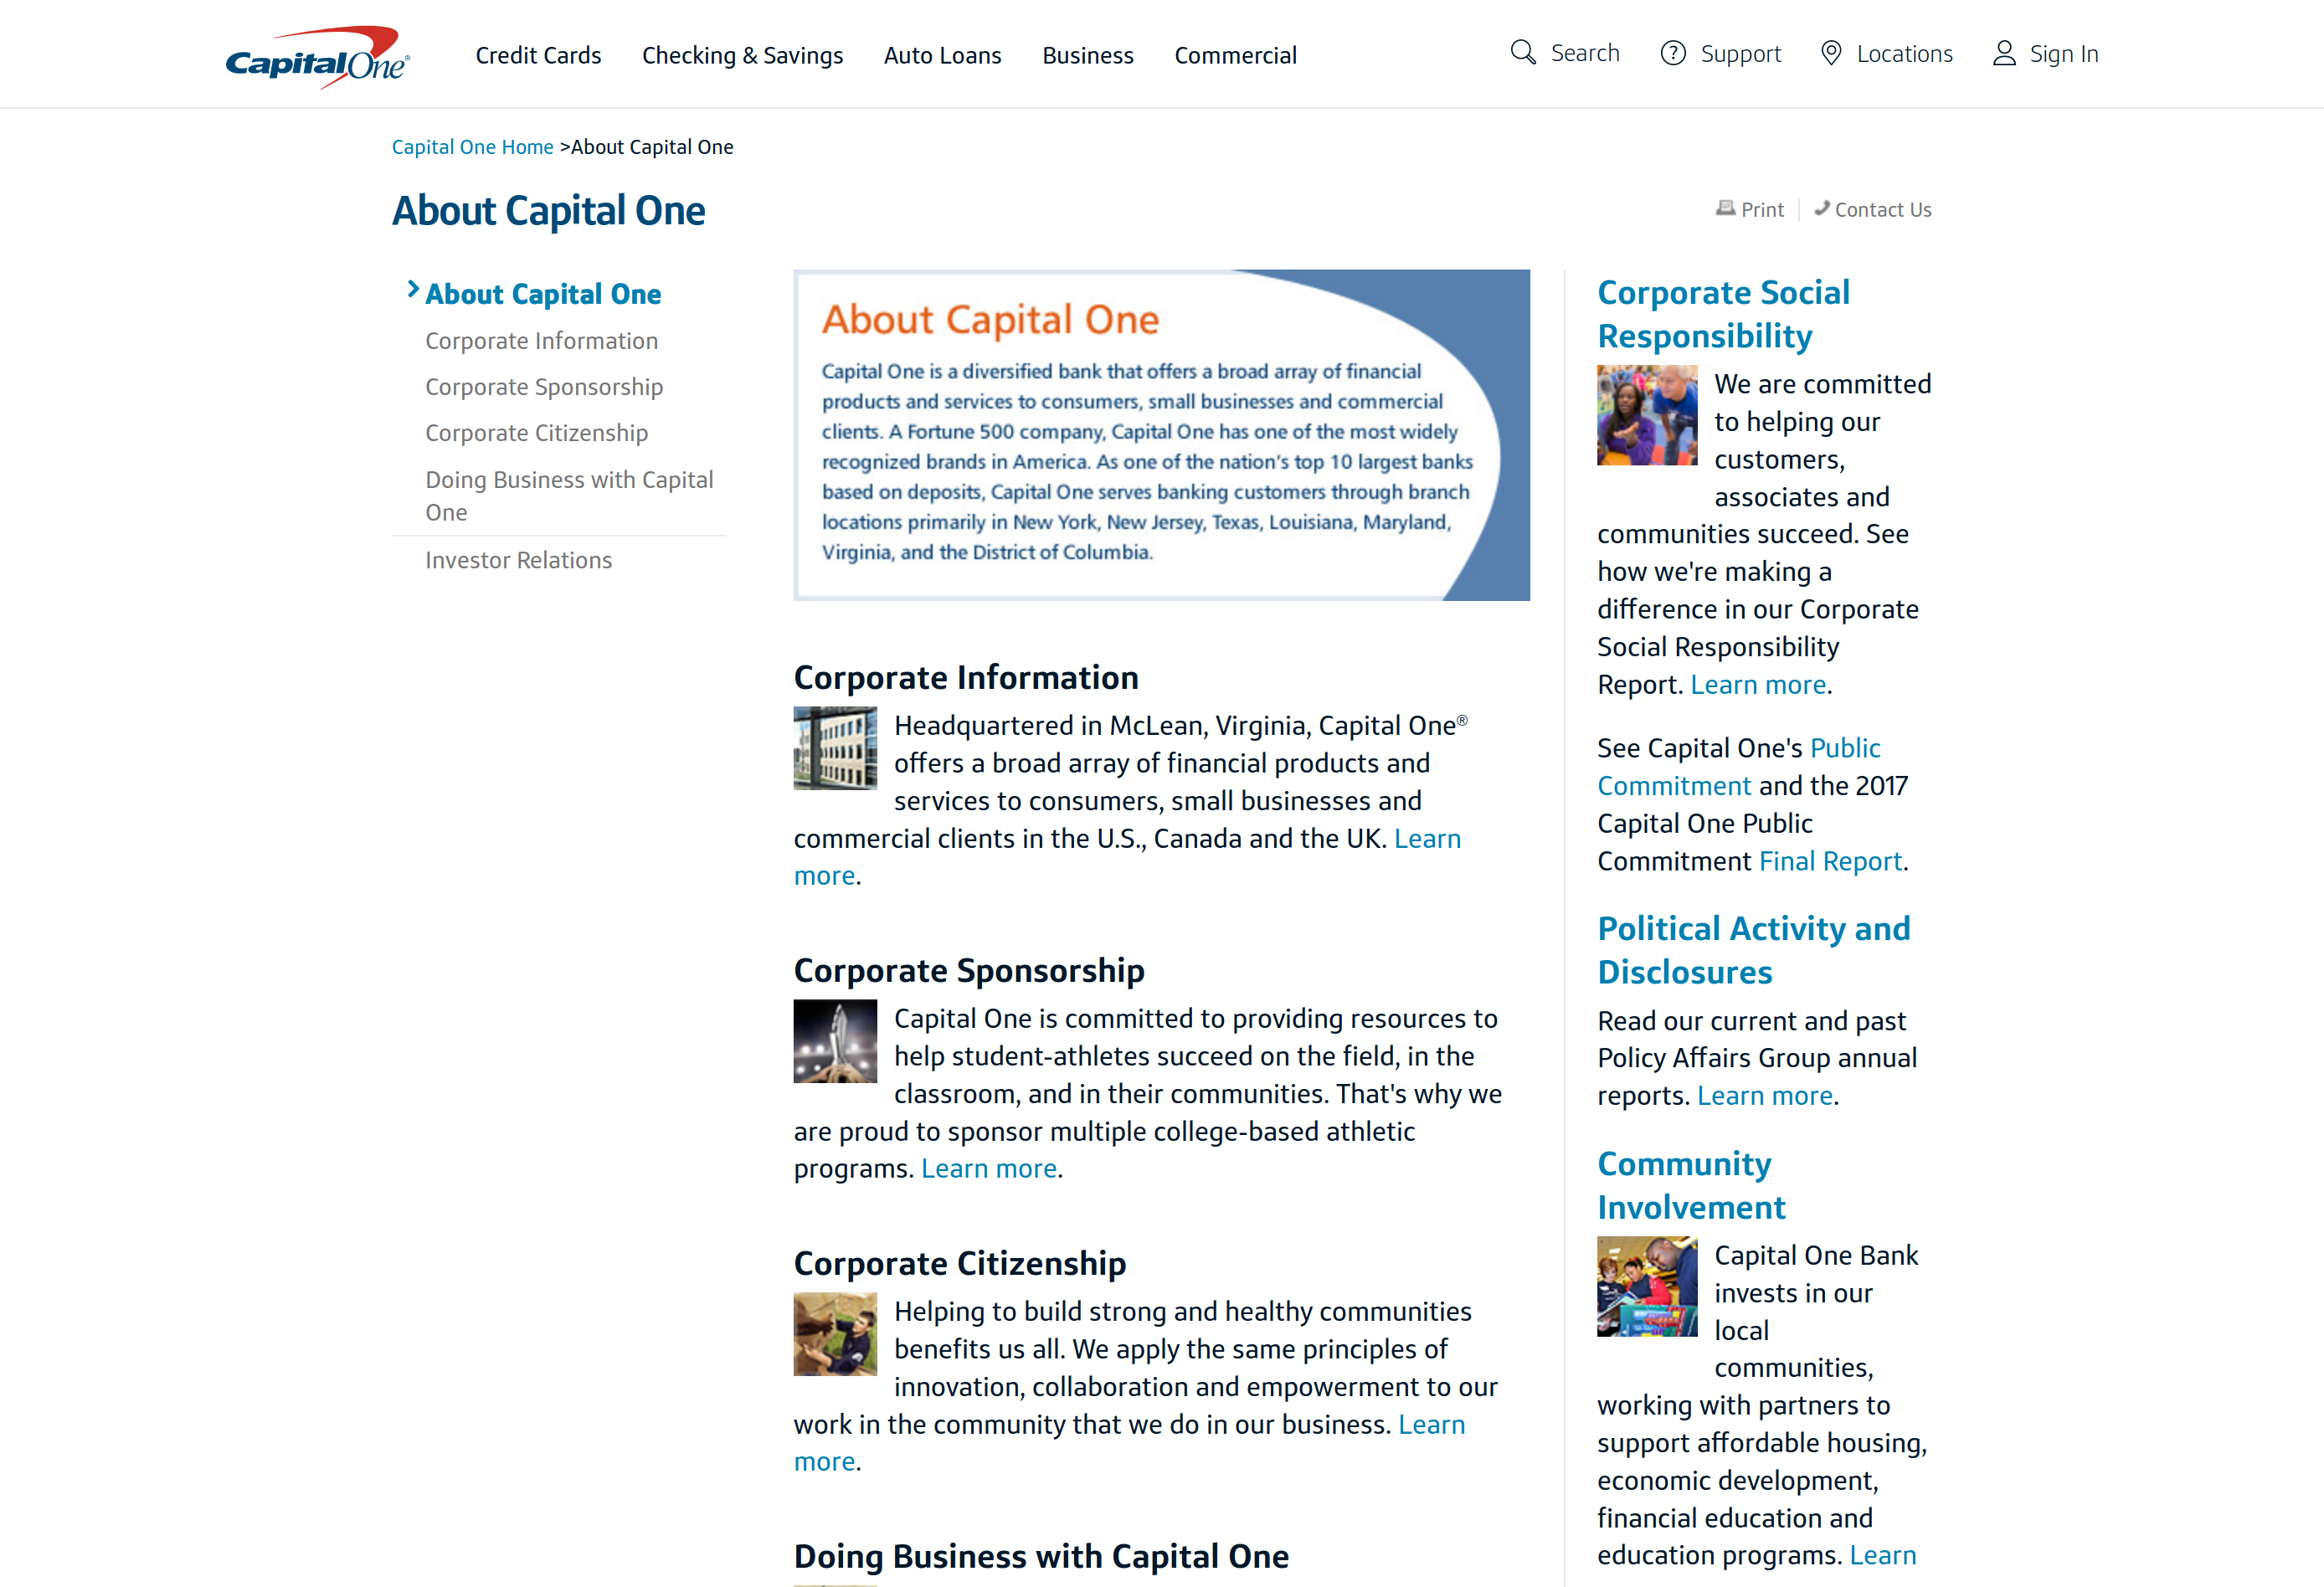 CapitalOne®
Credit Cards
Checking & Savings
Auto Loans
Business
Commercial
Search
Support
Locations
Sign In
Capital One Home >About Capital One
About Capital One
Print
Contact Us
About Capital One
Corporate Information
Corporate Sponsorship
Corporate Citizenship
Doing Business with Capital
One
Investor Relations
About Capital One
Capital One is a diversified bank that offers a broad array of financial
products and services to consumers, small businesses and commercial
clients. A Fortune 500 company, Capital One has one of the most widely
recognized brands in America. As one of the nation's top 10 largest banks
based on deposits, Capital One serves banking customers through branch
locations primarily in New York, New Jersey, Texas, Louisiana, Maryland,
Virginia, and the District of Columbia.
Corporate Information
Headquartered in McLean, Virginia, Capital One®
offers a broad array of financial products and
services to consumers, small businesses and
commercial clients in the U.S., Canada and the UK. Learn
more.
Corporate Sponsorship
Capital One is committed to providing resources to
help student-athletes succeed on the field, in the
classroom, and in their communities. That's why we
are proud to sponsor multiple college-based athletic
programs. Learn more.
Corporate Citizenship
Helping to build strong and healthy communities
benefits us all. We apply the same principles of
innovation, collaboration and empowerment to our
work in the community that we do in our business. Learn
more.
Doing Business with Capital One
Corporate Social
Responsibility
We are committed
to helping our
customers,
associates and
communities succeed. See
how we're making a
difference in our Corporate
Social Responsibility
Report. Learn more.
See Capital One's Public
Commitment and the 2017
Capital One Public
Commitment Final Report.
Political Activity and
Disclosures
Read our current and past
Policy Affairs Group annual
reports. Learn more.
Community
Involvement
Capital One Bank
invests in our
local
communities,
working with partners to
support affordable housing,
economic development,
financial education and
education programs. Learn